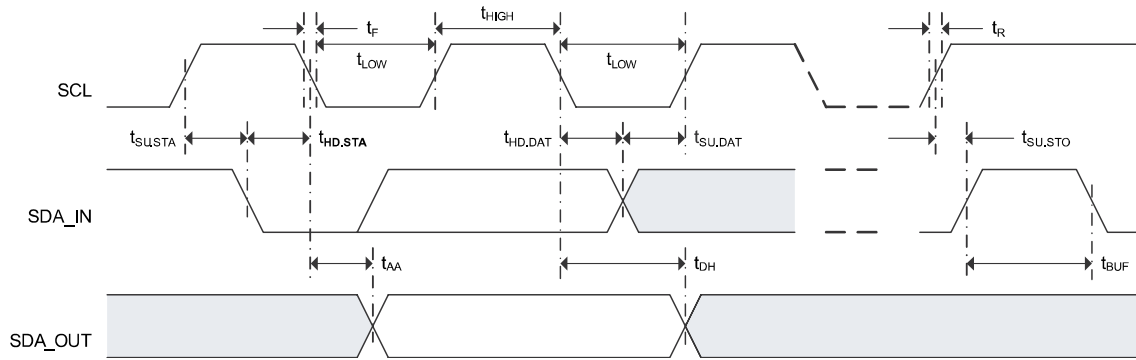 tHIGH
tF
tR
tLOW
tLOW
SCL
tSU.STA
tHD.STA
tHD.DAT
tSU.DAT
tSU.STO
SDA_IN
tAA
tDH
tBUF
SDA_OUT